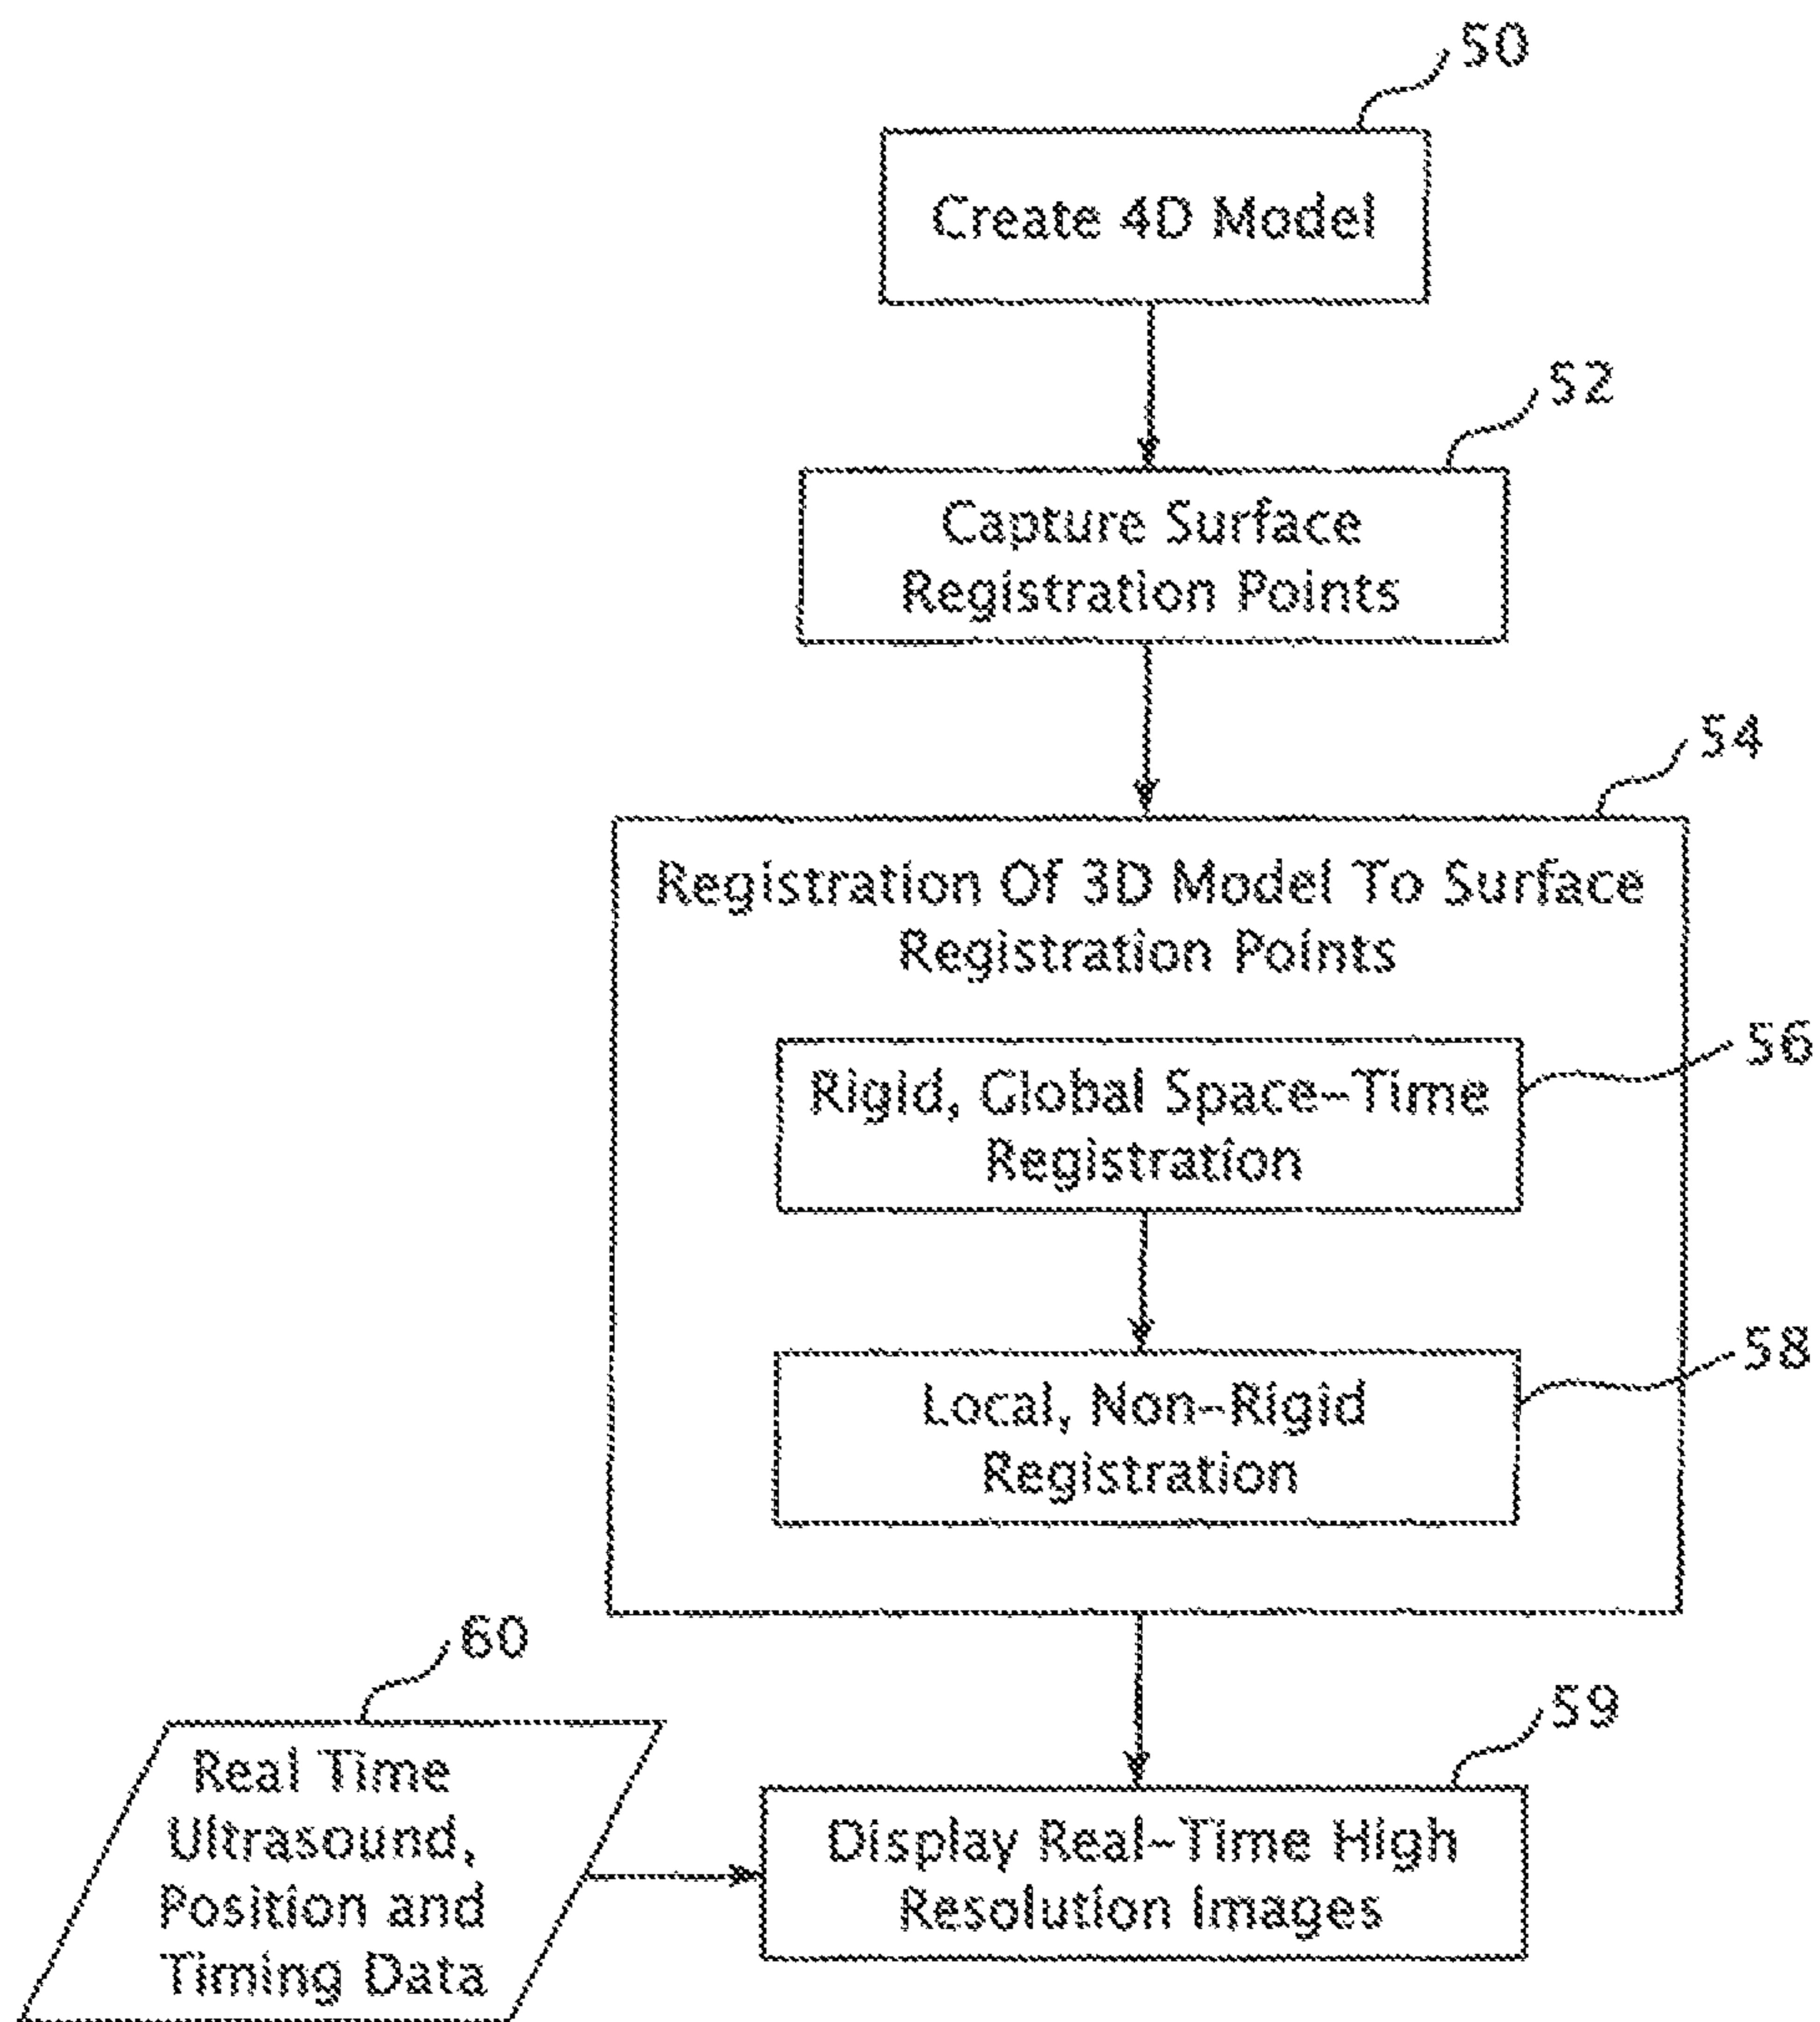 50
Create 4D Model
52
Capture Surface
Registration Points
54
Registration Of 3D Model To Surface
Registration Points
56
Rigid, Global Space-Time
Registration
58
Local, Non-Rigid
Registration
60
Real Time
Ultrasound,
Position and
Timing Data
59
Display Real-Time High
Resolution Images